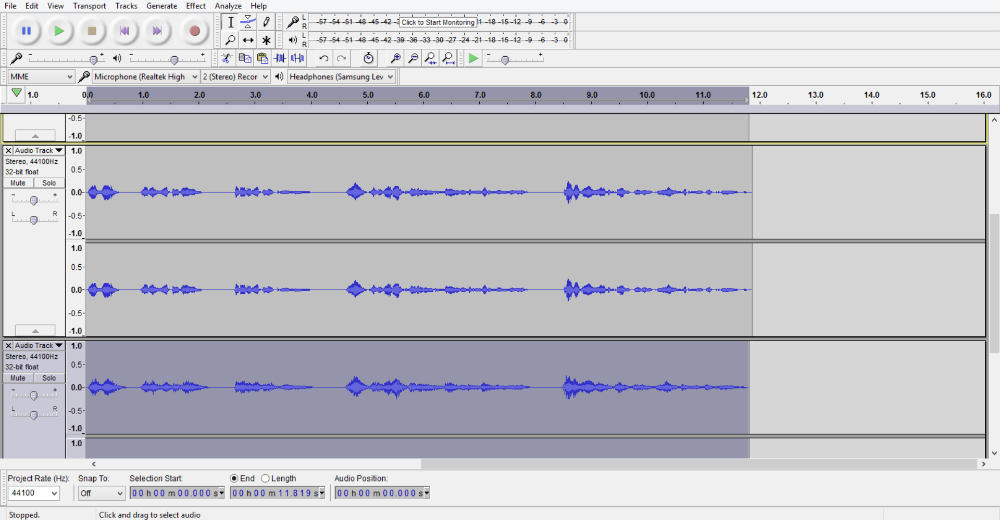 File Edit View Transport Tracks Generate Effect Analyze Help
L R -57 -54 -51 -48 -45 -42 Click to Start Monitoring -18 -15 -12 -9 -6 -3 0
L R -57 -54 -51 -48 -45 -42 -39 -36 -33 -30 -27 -24 -21 -18 -15 -12 -9 -6 -3 0
- + - + - +
MME Microphone (Realtek High 2 (Stereo) Recor Headphones (Samsung Lev
1.0 0.0 1.0 2.0 3.0 4.0 5.0 6.0 7.0 8.0 9.0 10.0 11.0 12.0 13.0 14.0 15.0 16.0
-0.5
-1.0
X Audio Track 1.0
Stereo, 44100Hz
32-bit float 0.5
Mute Solo
- + 0.0
L R -0.5
-1.0
1.0
0.5
0.0
-0.5
-1.0
X Audio Track 1.0
Stereo, 44100Hz
32-bit float 0.5
Mute Solo
- + 0.0
L R -0.5
-1.0
1.0
Project Rate (Hz): Snap To: Selection Start: End Length Audio Position:
44100 Off 00 h 00 m 00.000 s 00 h 00 m 11.819 s 00 h 00 m 00.000 s
Stopped. Click and drag to select audio